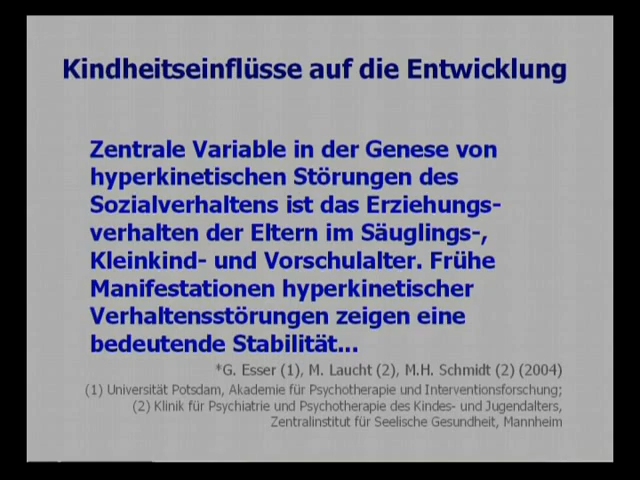 Kindheitseinflüsse auf die Entwicklung
Zentrale Variable in der Genese von
hyperkinetischen Störungen des
Sozialverhaltens ist das Erziehungs-
verhalten der Eltern im Säuglings-,
Kleinkind- und Vorschulalter. Frühe
Manifestationen hyperkinetischer
Verhaltensstörungen zeigen eine
bedeutende Stabilität...
*G. Esser (1), M. Laucht (2), M.H. Schmidt (2) (2004)
(1) Universität Potsdam, Akademie für Psychotherapie und Interventionsforschung;
(2) Klinik für Psychiatrie und Psychotherapie des Kindes- und Jugendalters,
Zentralinstitut für Seelische Gesundheit, Mannheim